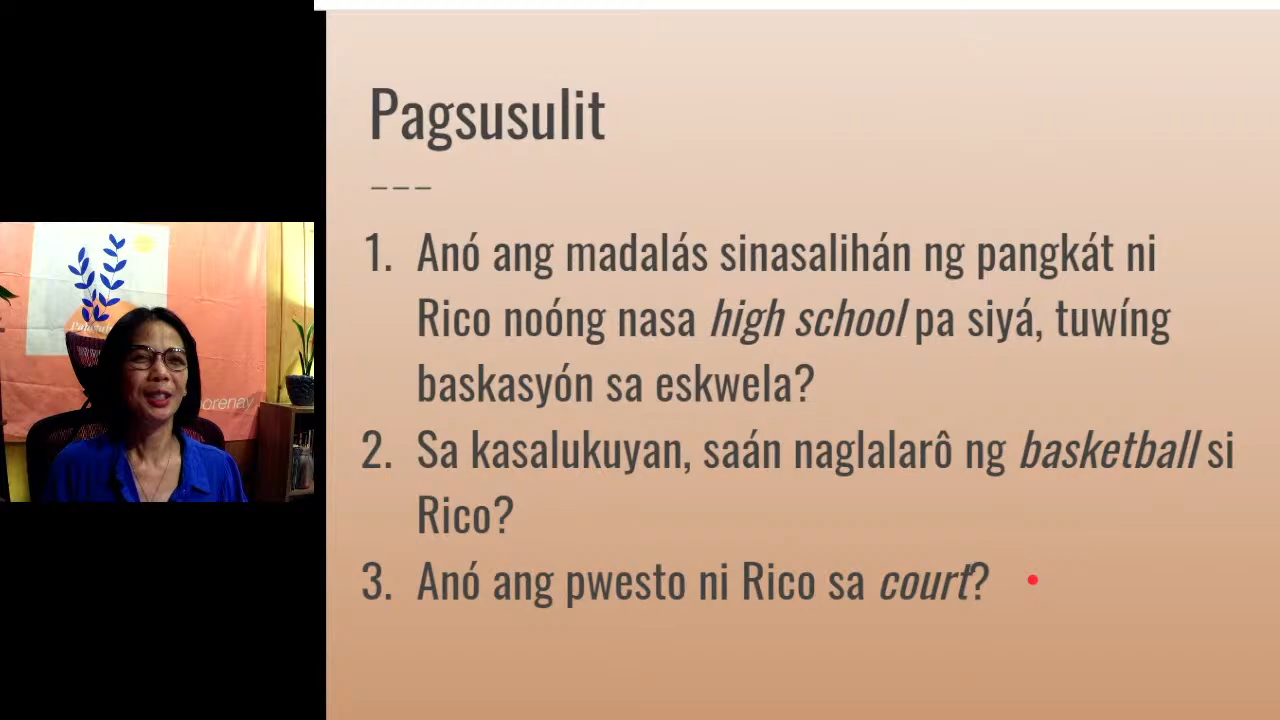 Pagsusulit
---
1. Anó ang madalás sinasalihán ng pangkát ni
Rico noóng nasa high school pa siyá, tuwíng
baskasyón sa eskwela?
2. Sa kasalukuyan, saán naglalarô ng basketball si
Rico?
3. Anó ang pwesto ni Rico sa court?